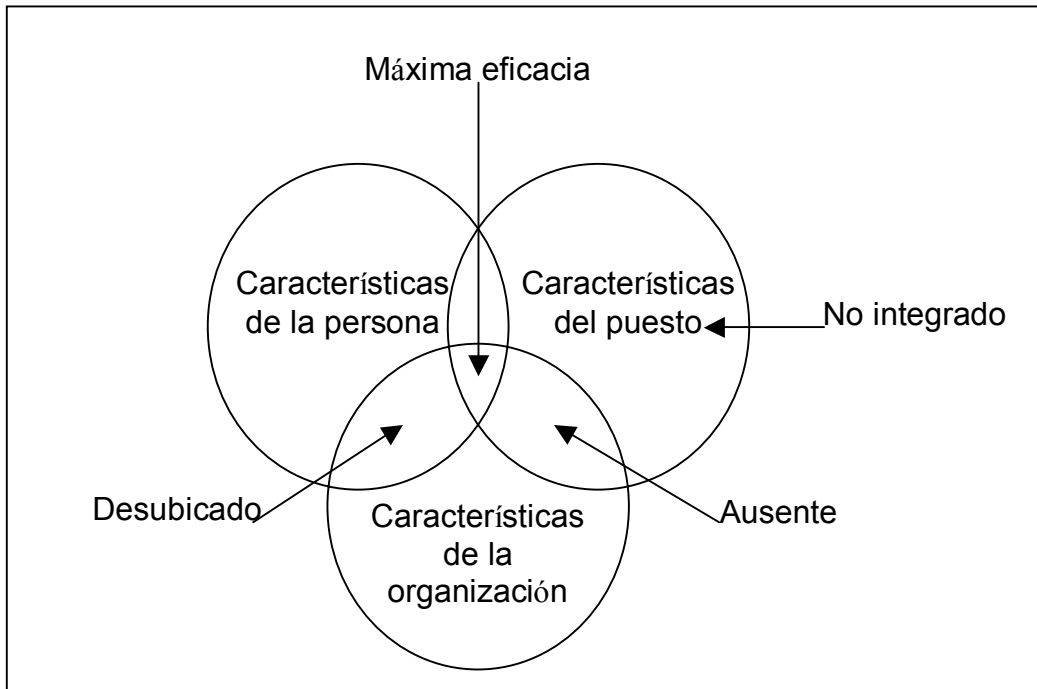 Máxima eficacia
Características
de la persona
Características
del puesto
No integrado
Desubicado
Características
de la
organización
Ausente